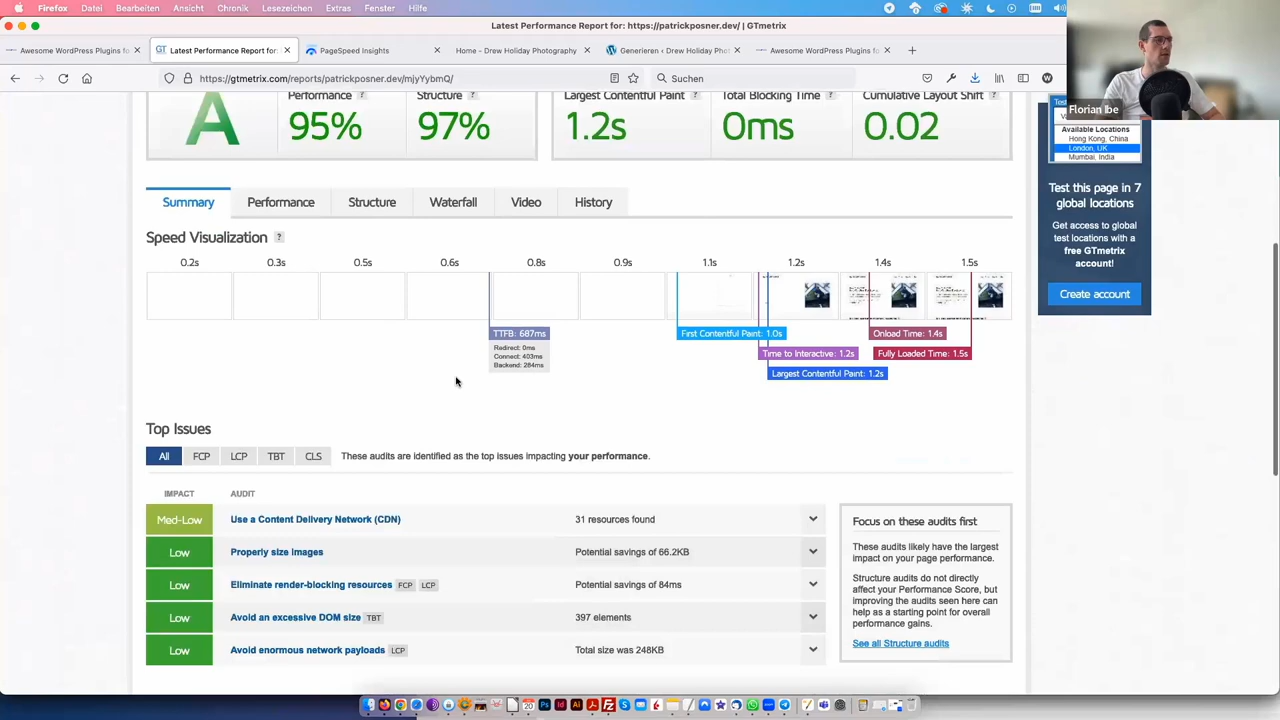 Firefox Datei Bearbeiten Ansicht Chronik Lesezeichen Extras Fenster Hilfe
Latest Performance Report for: https://patrickposner.dev/ | GTmetrix
Awesome WordPress Plugins fo
Latest Performance Report for:
PageSpeed Insights
Home - Drew Holiday Photography
Generieren ‹ Drew Holiday Phot
Awesome WordPress Plugins fo
https://gtmetrix.com/reports/patrickposner.dev/mjyYybmQ/
Suchen
Florian Ibe
A
Performance ?
95%
Structure ?
97%
Largest Contentful Paint ?
1.2s
Total Blocking Time ?
0ms
Cumulative Layout Shift ?
0.02
Available Locations
Hong Kong, China
London, UK
Mumbai, India
Test this page in 7
global locations
Get access to global
test locations with a
free GTmetrix
account!
Create account
Summary Performance Structure Waterfall Video History
Speed Visualization ?
0.2s 0.3s 0.5s 0.6s 0.8s 0.9s 1.1s 1.2s 1.4s 1.5s
TTFB: 687ms
Redirect: 0ms
Connect: 403ms
Backend: 284ms
First Contentful Paint: 1.0s
Time to Interactive: 1.2s
Largest Contentful Paint: 1.2s
Onload Time: 1.4s
Fully Loaded Time: 1.5s
Top Issues
All FCP LCP TBT CLS These audits are identified as the top issues impacting your performance.
IMPACT AUDIT
Med-Low Use a Content Delivery Network (CDN) 31 resources found
Low Properly size images Potential savings of 66.2KB
Low Eliminate render-blocking resources FCP LCP Potential savings of 84ms
Low Avoid an excessive DOM size TBT 397 elements
Low Avoid enormous network payloads LCP Total size was 248KB
Focus on these audits first
These audits likely have the largest
impact on your page performance.
Structure audits do not directly
affect your Performance Score, but
improving the audits seen here can
help as a starting point for overall
performance gains.
See all Structure audits